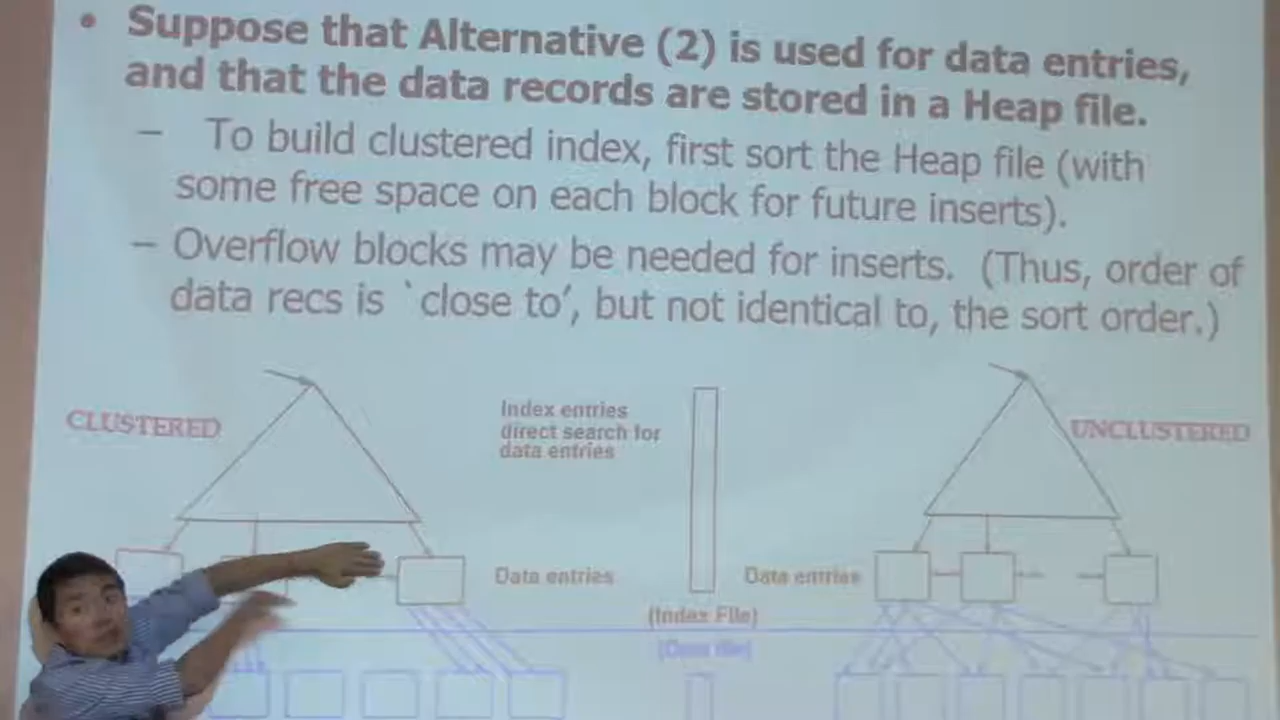 • Suppose that Alternative (2) is used for data entries,
and that the data records are stored in a Heap file.
– To build clustered index, first sort the Heap file (with
some free space on each block for future inserts).
– Overflow blocks may be needed for inserts. (Thus, order of
data recs is `close to’, but not identical to, the sort order.)
CLUSTERED
Index entries
direct search for
data entries
UNCLUSTERED
Data entries
Data entries
(Index File)
(Data file)